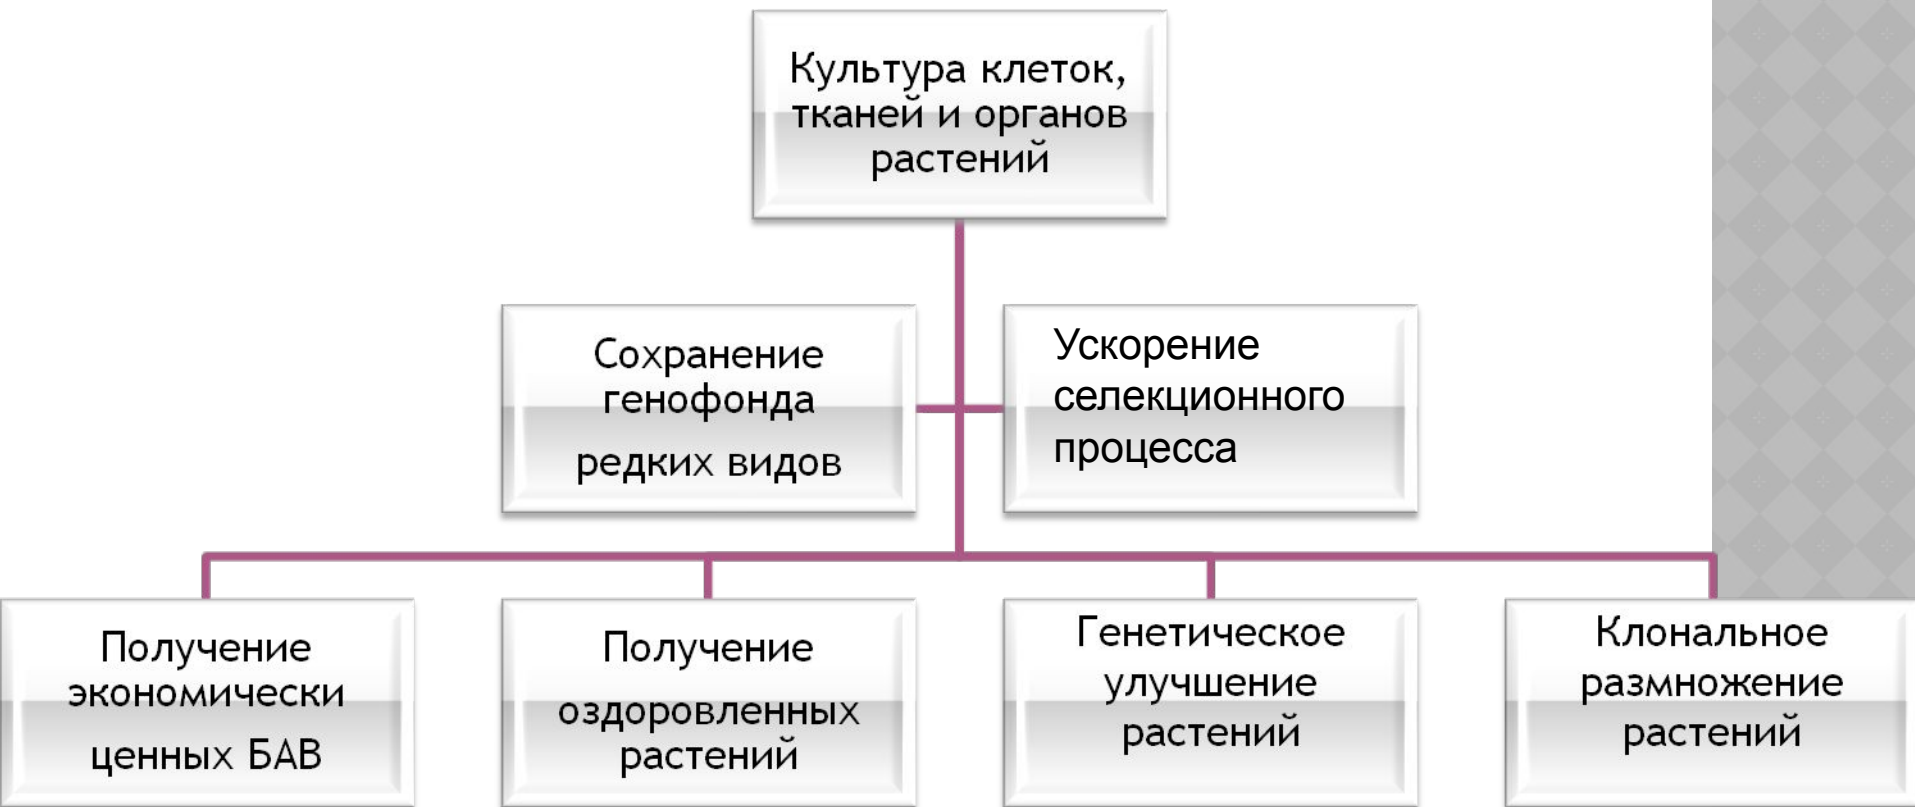 Культура клеток,
тканей и органов
растений
Сохранение
генофонда
редких видов
Ускорение
селекционного
процесса
Получение
экономически
ценных БАВ
Получение
оздоровленных
растений
Генетическое
улучшение
растений
Клональное
размножение
растений